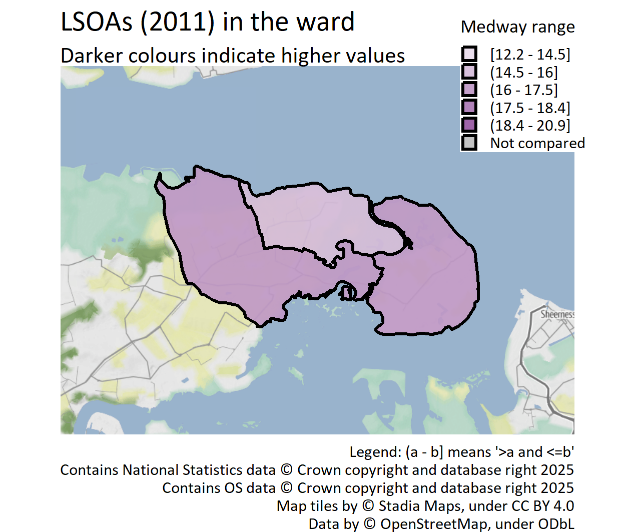 LSOAs (2011) in the ward
Darker colours indicate higher values
Medway range
[12.2 - 14.5]
(14.5 - 16]
(16 - 17.5]
(17.5 - 18.4]
(18.4 - 20.9]
Not compared
Sheerness
Legend: (a - b] means '>a and <=b'
Contains National Statistics data © Crown copyright and database right 2025
Contains OS data © Crown copyright and database right 2025
Map tiles by © Stadia Maps, under CC BY 4.0
Data by © OpenStreetMap, under ODbL